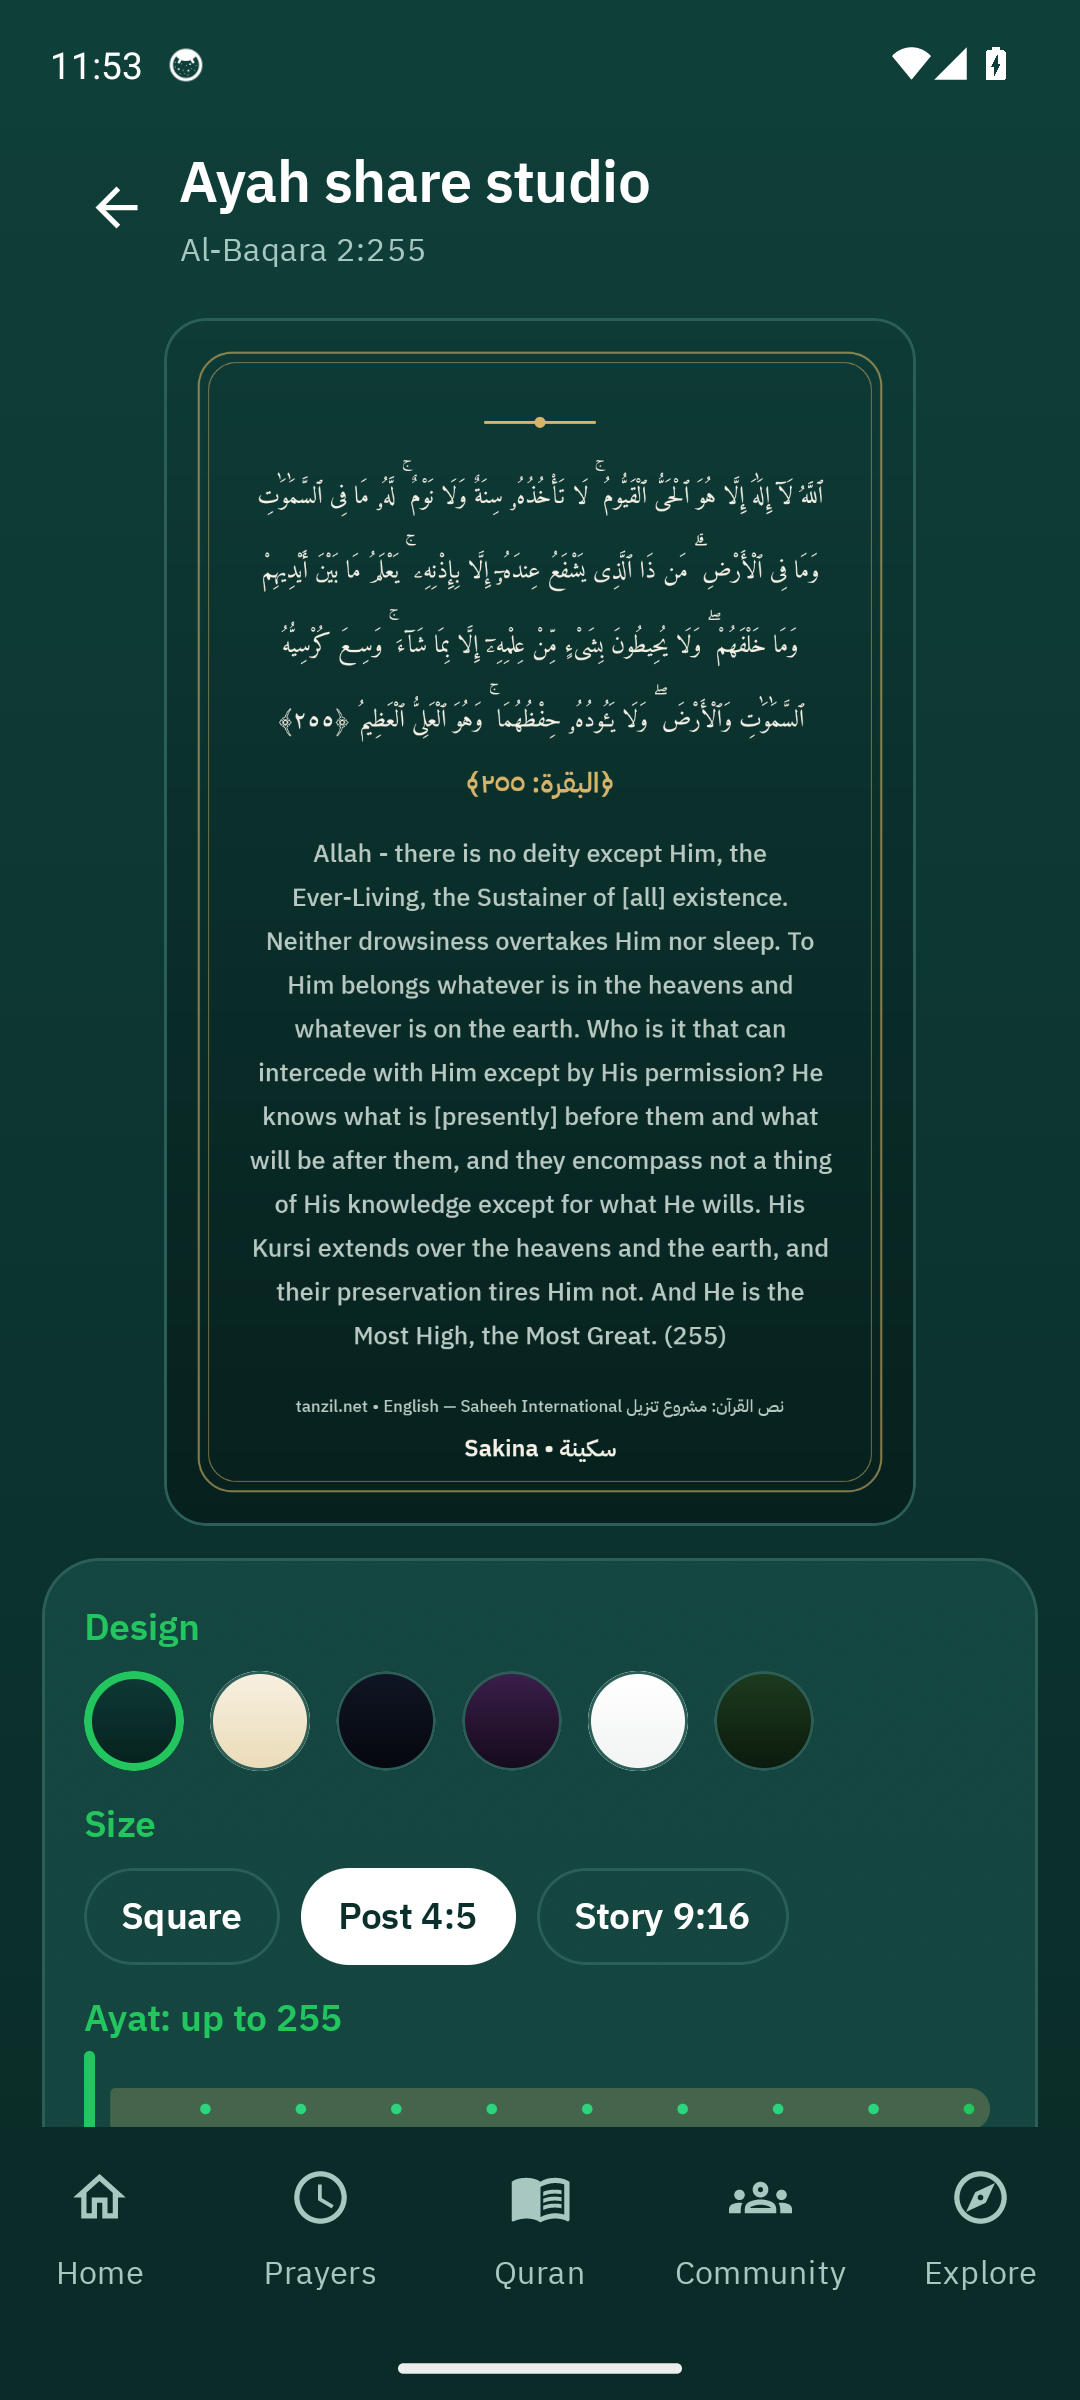 11:53
Ayah share studio
Al-Baqara 2:255
ٱللَّهُ لَآ إِلَٰهَ إِلَّا هُوَ ٱلْحَىُّ ٱلْقَيُّومُ ۚ لَا تَأْخُذُهُۥ سِنَةٌ وَلَا نَوْمٌ ۚ لَّهُۥ مَا فِى ٱلسَّمَٰوَٰتِ
وَمَا فِى ٱلْأَرْضِ ۗ مَن ذَا ٱلَّذِى يَشْفَعُ عِندَهُۥٓ إِلَّا بِإِذْنِهِۦ ۚ يَعْلَمُ مَا بَيْنَ أَيْدِيهِمْ
وَمَا خَلْفَهُمْ ۖ وَلَا يُحِيطُونَ بِشَىْءٍ مِّنْ عِلْمِهِۦٓ إِلَّا بِمَا شَآءَ ۚ وَسِعَ كُرْسِيُّهُ
ٱلسَّمَٰوَٰتِ وَٱلْأَرْضَ ۖ وَلَا يَـُٔودُهُۥ حِفْظُهُمَا ۚ وَهُوَ ٱلْعَلِىُّ ٱلْعَظِيمُ ﴿٢٥٥﴾
﴿البقرة: ٢٥٥﴾
Allah - there is no deity except Him, the
Ever-Living, the Sustainer of [all] existence.
Neither drowsiness overtakes Him nor sleep. To
Him belongs whatever is in the heavens and
whatever is on the earth. Who is it that can
intercede with Him except by His permission? He
knows what is [presently] before them and what
will be after them, and they encompass not a thing
of His knowledge except for what He wills. His
Kursi extends over the heavens and the earth, and
their preservation tires Him not. And He is the
Most High, the Most Great. (255)
tanzil.net • English — Saheeh International نص القرآن: مشروع تنزيل
Sakina • سكينة
Design
Size
Square
Post 4:5
Story 9:16
Ayat: up to 255
Home
Prayers
Quran
Community
Explore